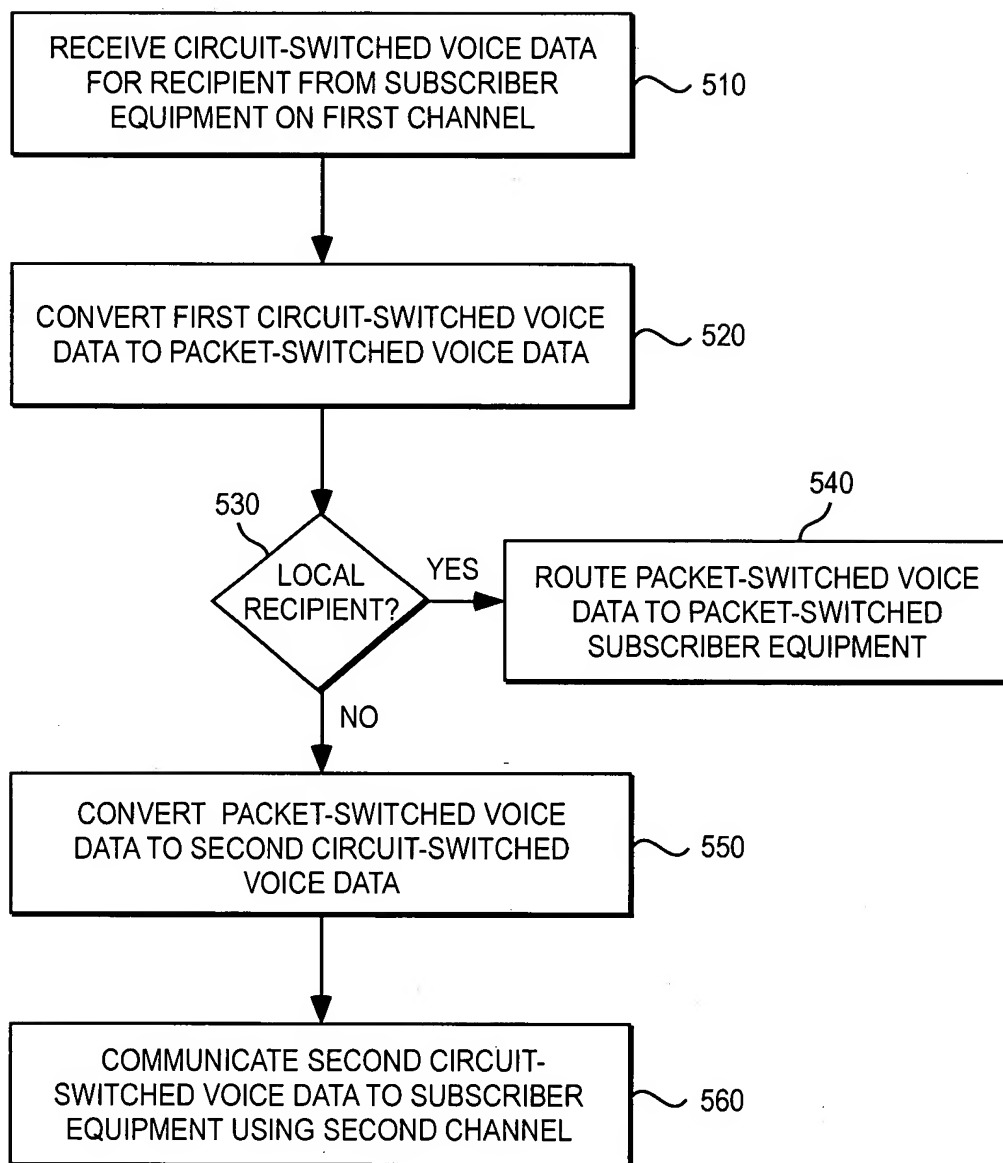 RECEIVE CIRCUIT-SWITCHED VOICE DATA
FOR RECIPIENT FROM SUBSCRIBER
EQUIPMENT ON FIRST CHANNEL
510
CONVERT FIRST CIRCUIT-SWITCHED VOICE
DATA TO PACKET-SWITCHED VOICE DATA
520
530
LOCAL
RECIPIENT?
YES
540
ROUTE PACKET-SWITCHED VOICE
DATA TO PACKET-SWITCHED
SUBSCRIBER EQUIPMENT
NO
CONVERT PACKET-SWITCHED VOICE
DATA TO SECOND CIRCUIT-SWITCHED
VOICE DATA
550
COMMUNICATE SECOND CIRCUIT-
SWITCHED VOICE DATA TO SUBSCRIBER
EQUIPMENT USING SECOND CHANNEL
560